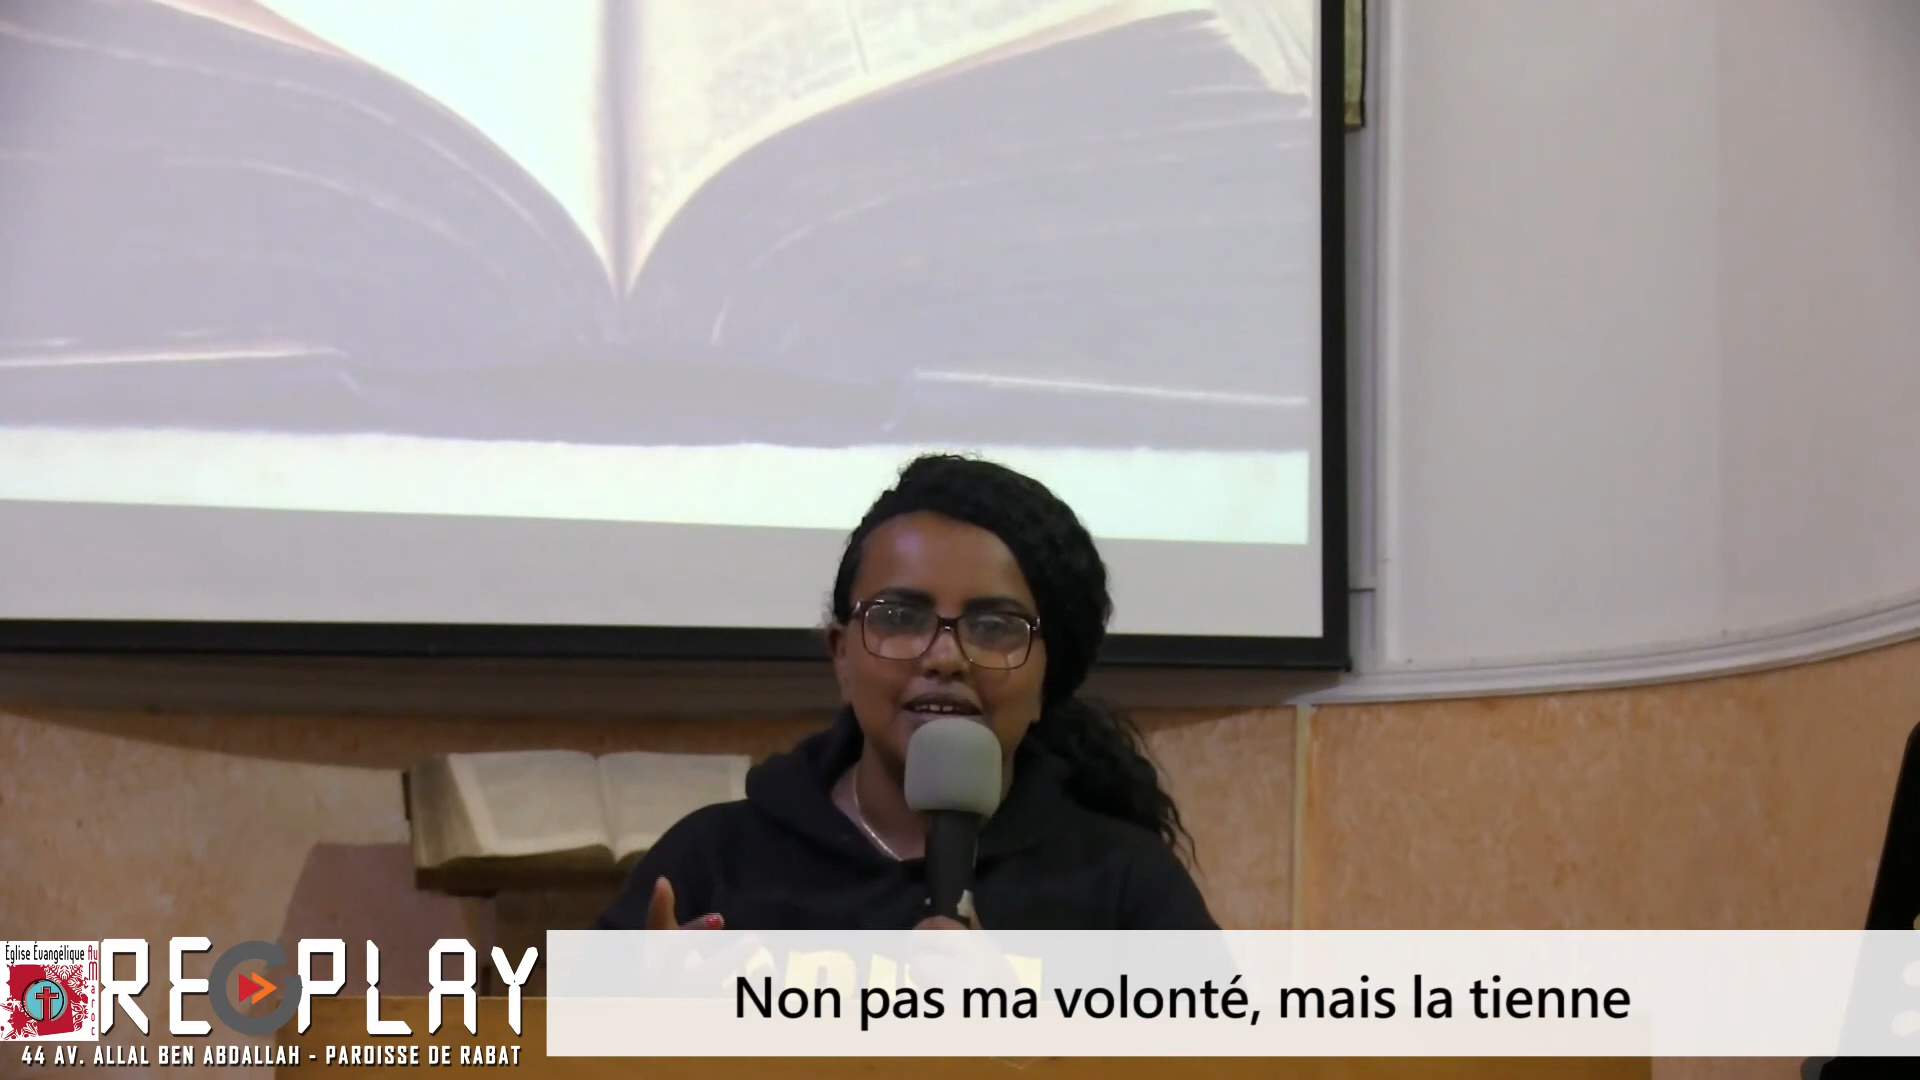 Église Évangélique Au Maroc
REPLAY
44 AV. ALLAL BEN ABDALLAH - PAROISSE DE RABAT
Non pas ma volonté, mais la tienne